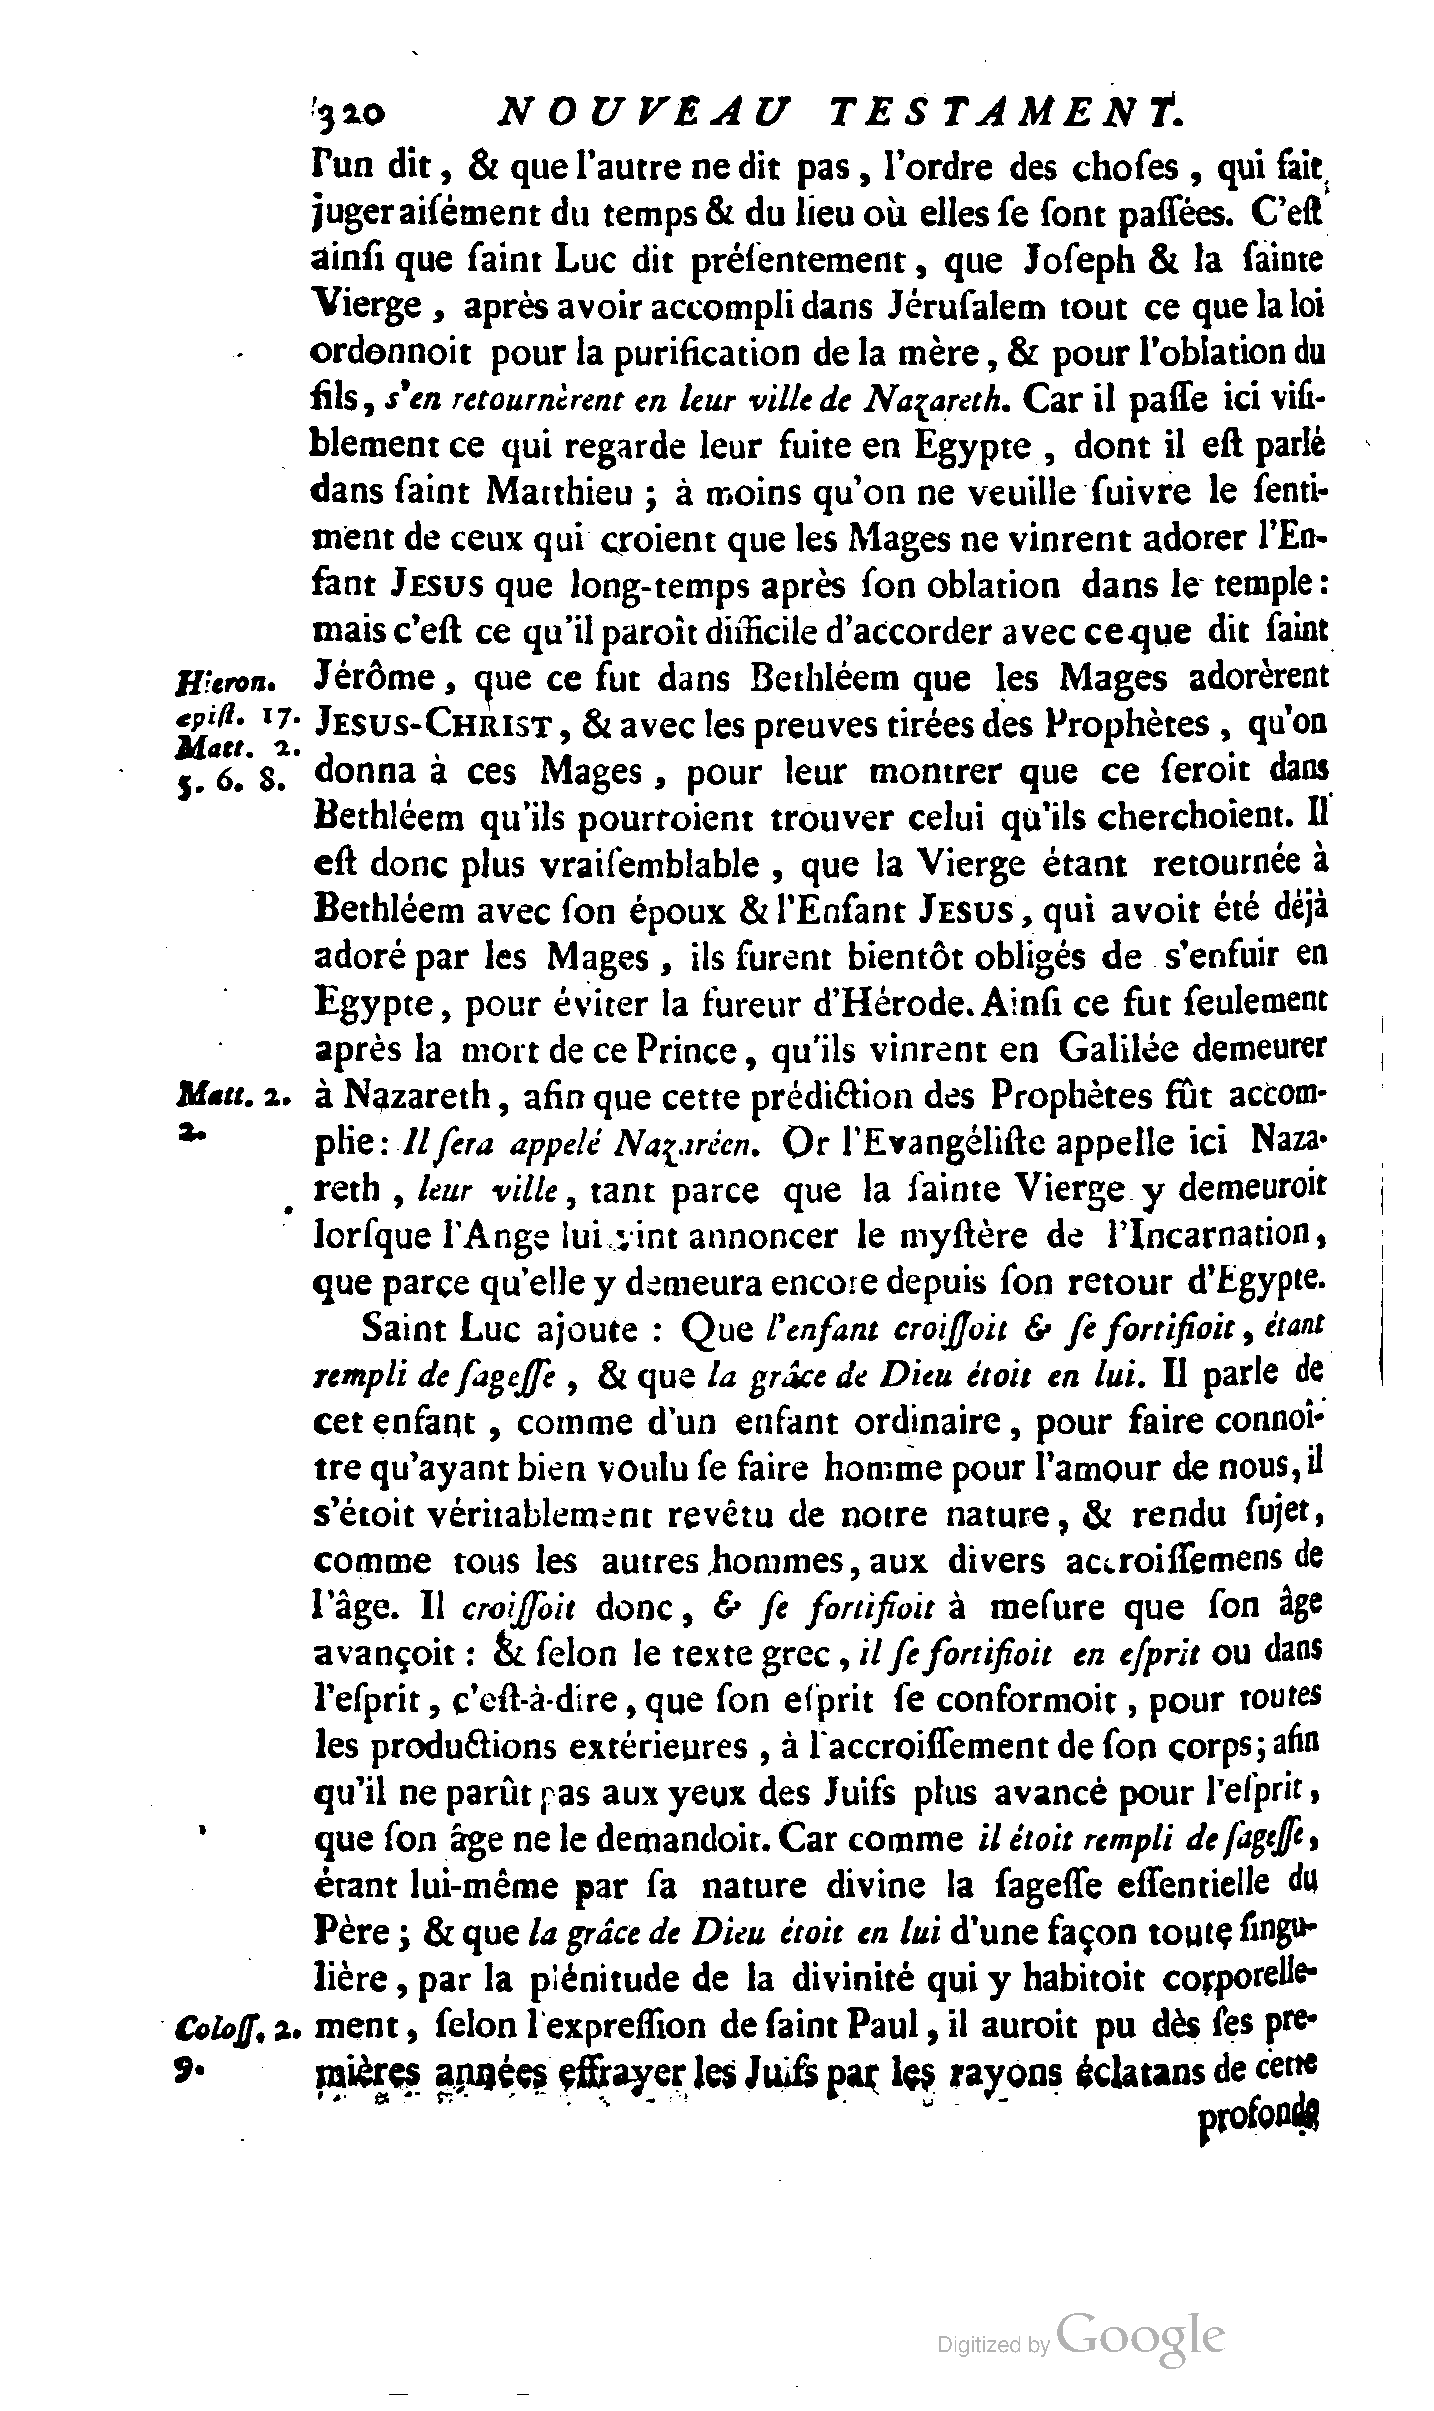 320 NOUVEAU TESTAMENT.
l'un dit, & que l'autre ne dit pas, l'ordre des choſes, qui fait
juger aiſément du temps & du lieu où elles ſe ſont paſſées. C'eſt
ainſi que ſaint Luc dit préſentement, que Joſeph & la ſainte
Vierge, après avoir accompli dans Jéruſalem tout ce que la loi
ordonnoit pour la purification de la mère, & pour l'oblation du
fils, s'en retournèrent en leur ville de Nazareth. Car il paſſe ici viſi-
blement ce qui regarde leur fuite en Egypte, dont il eſt parlé
dans ſaint Matthieu ; à moins qu'on ne veuille ſuivre le ſenti-
ment de ceux qui croient que les Mages ne vinrent adorer l'En-
fant JESUS que long-temps après ſon oblation dans le temple :
mais c'eſt ce qu'il paroît difficile d'accorder avec ce que dit ſaint
Hieron. Jérôme, que ce fut dans Bethléem que les Mages adorèrent
epiſt. 17. JESUS-CHRIST, & avec les preuves tirées des Prophètes, qu'on
Matt. 2.
5. 6. 8. donna à ces Mages, pour leur montrer que ce ſeroit dans
Bethléem qu'ils pourroient trouver celui qu'ils cherchoient. Il
eſt donc plus vraiſemblable, que la Vierge étant retournée à
Bethléem avec ſon époux & l'Enfant JESUS, qui avoit été déjà
adoré par les Mages, ils furent bientôt obligés de s'enfuir en
Egypte, pour éviter la fureur d'Hérode. Ainſi ce fut ſeulement
après la mort de ce Prince, qu'ils vinrent en Galilée demeurer
Matt. 2. à Nazareth, afin que cette prédiction des Prophètes fût accom-
2. plie : Il ſera appelé Nazaréen. Or l'Evangéliſte appelle ici Naza-
reth, leur ville, tant parce que la ſainte Vierge y demeuroit
lorſque l'Ange lui vint annoncer le myſtère de l'Incarnation,
que parce qu'elle y demeura encore depuis ſon retour d'Egypte.
Saint Luc ajoute : Que l'enfant croiſſoit & ſe fortifioit, étant
rempli de ſageſſe, & que la grâce de Dieu étoit en lui. Il parle de
cet enfant, comme d'un enfant ordinaire, pour faire connoî-
tre qu'ayant bien voulu ſe faire homme pour l'amour de nous, il
s'étoit véritablement revêtu de notre nature, & rendu ſujet,
comme tous les autres hommes, aux divers accroiſſemens de
l'âge. Il croiſſoit donc, & ſe fortifioit à meſure que ſon âge
avançoit : & ſelon le texte grec, il ſe fortifioit en eſprit ou dans
l'eſprit, c'eſt-à-dire, que ſon eſprit ſe conformoit, pour toutes
les productions extérieures, à l'accroiſſement de ſon corps ; afin
qu'il ne parût pas aux yeux des Juifs plus avancé pour l'eſprit,
que ſon âge ne le demandoit. Car comme il étoit rempli de ſageſſe,
étant lui-même par ſa nature divine la ſageſſe eſſentielle du
Père ; & que la grâce de Dieu étoit en lui d'une façon toute ſingu-
lière, par la plénitude de la divinité qui y habitoit corporelle-
Coloſſ. 2. ment, ſelon l'expreſſion de ſaint Paul, il auroit pu dès ſes pre-
9. mières années effrayer les Juifs par les rayons éclatans de cette
profonde
Digitized by Google